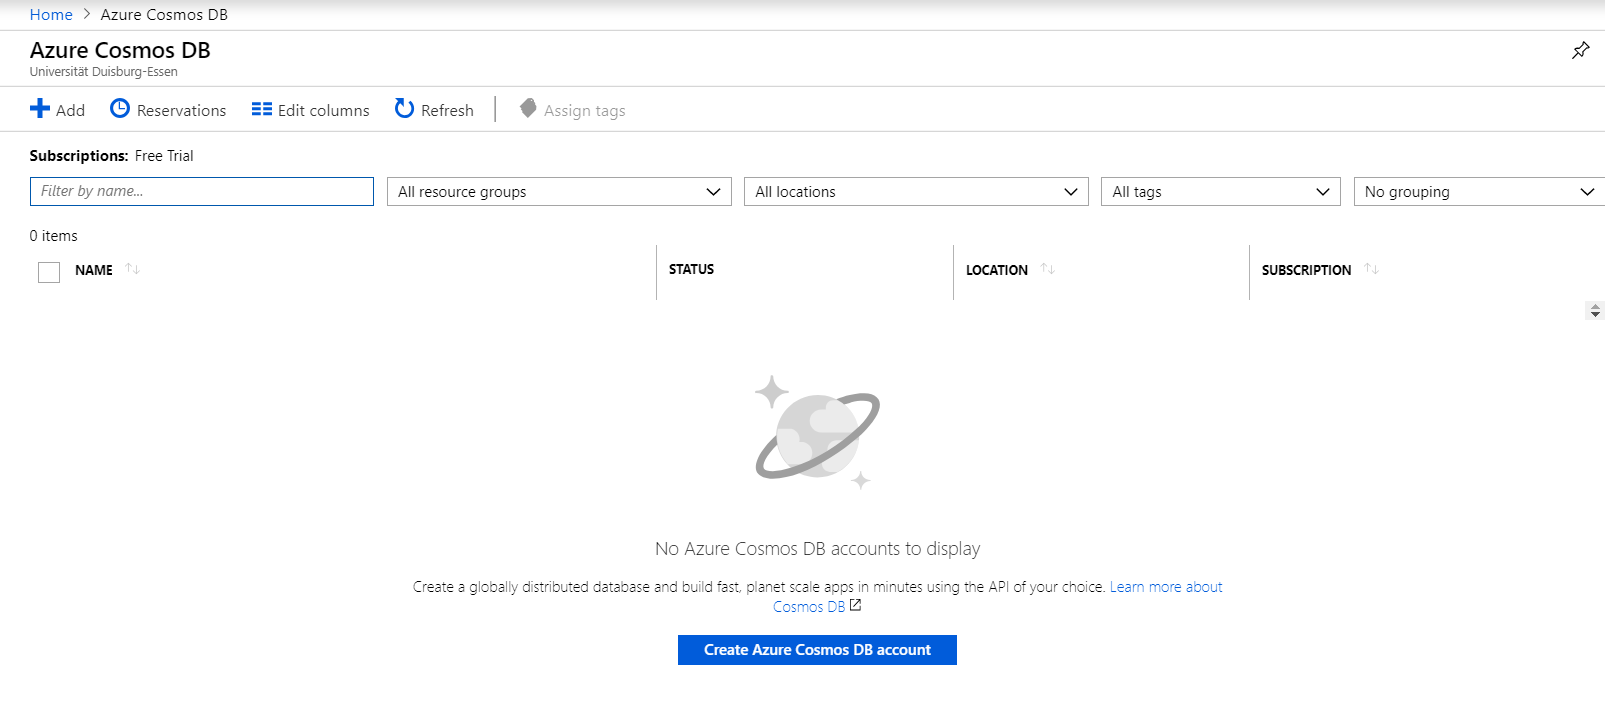 Home > Azure Cosmos DB
Azure Cosmos DB
Universität Duisburg-Essen
Add Reservations Edit columns Refresh Assign tags
Subscriptions: Free Trial
Filter by name... All resource groups All locations All tags No grouping
0 items
NAME STATUS LOCATION SUBSCRIPTION
No Azure Cosmos DB accounts to display
Create a globally distributed database and build fast, planet scale apps in minutes using the API of your choice. Learn more about
Cosmos DB
Create Azure Cosmos DB account